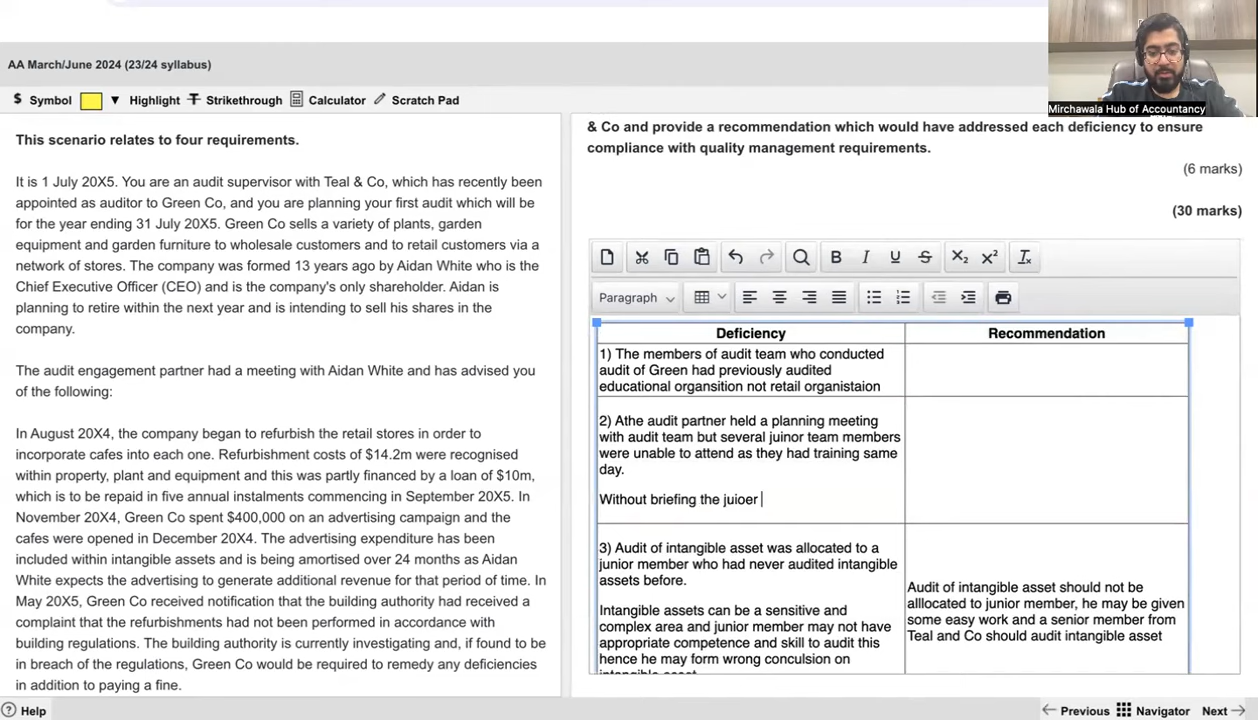 AA March/June 2024 (23/24 syllabus)
Mirchawala Hub of Accountancy
$ Symbol Highlight Strikethrough Calculator Scratch Pad
This scenario relates to four requirements.
It is 1 July 20X5. You are an audit supervisor with Teal & Co, which has recently been
appointed as auditor to Green Co, and you are planning your first audit which will be
for the year ending 31 July 20X5. Green Co sells a variety of plants, garden
equipment and garden furniture to wholesale customers and to retail customers via a
network of stores. The company was formed 13 years ago by Aidan White who is the
Chief Executive Officer (CEO) and is the company's only shareholder. Aidan is
planning to retire within the next year and is intending to sell his shares in the
company.
The audit engagement partner had a meeting with Aidan White and has advised you
of the following:
In August 20X4, the company began to refurbish the retail stores in order to
incorporate cafes into each one. Refurbishment costs of $14.2m were recognised
within property, plant and equipment and this was partly financed by a loan of $10m,
which is to be repaid in five annual instalments commencing in September 20X5. In
November 20X4, Green Co spent $400,000 on an advertising campaign and the
cafes were opened in December 20X4. The advertising expenditure has been
included within intangible assets and is being amortised over 24 months as Aidan
White expects the advertising to generate additional revenue for that period of time. In
May 20X5, Green Co received notification that the building authority had received a
complaint that the refurbishments had not been performed in accordance with
building regulations. The building authority is currently investigating and, if found to be
in breach of the regulations, Green Co would be required to remedy any deficiencies
in addition to paying a fine.
& Co and provide a recommendation which would have addressed each deficiency to ensure
compliance with quality management requirements.
(6 marks)
(30 marks)
Paragraph
Deficiency
Recommendation
1) The members of audit team who conducted
audit of Green had previously audited
educational organsition not retail organistaion
2) Athe audit partner held a planning meeting
with audit team but several juinor team members
were unable to attend as they had training same
day.
Without briefing the juioer
3) Audit of intangible asset was allocated to a
junior member who had never audited intangible
assets before.
Intangible assets can be a sensitive and
complex area and junior member may not have
appropriate competence and skill to audit this
hence he may form wrong conculsion on
Audit of intangible asset should not be
alllocated to junior member, he may be given
some easy work and a senior member from
Teal and Co should audit intangible asset
Help
Previous Navigator Next